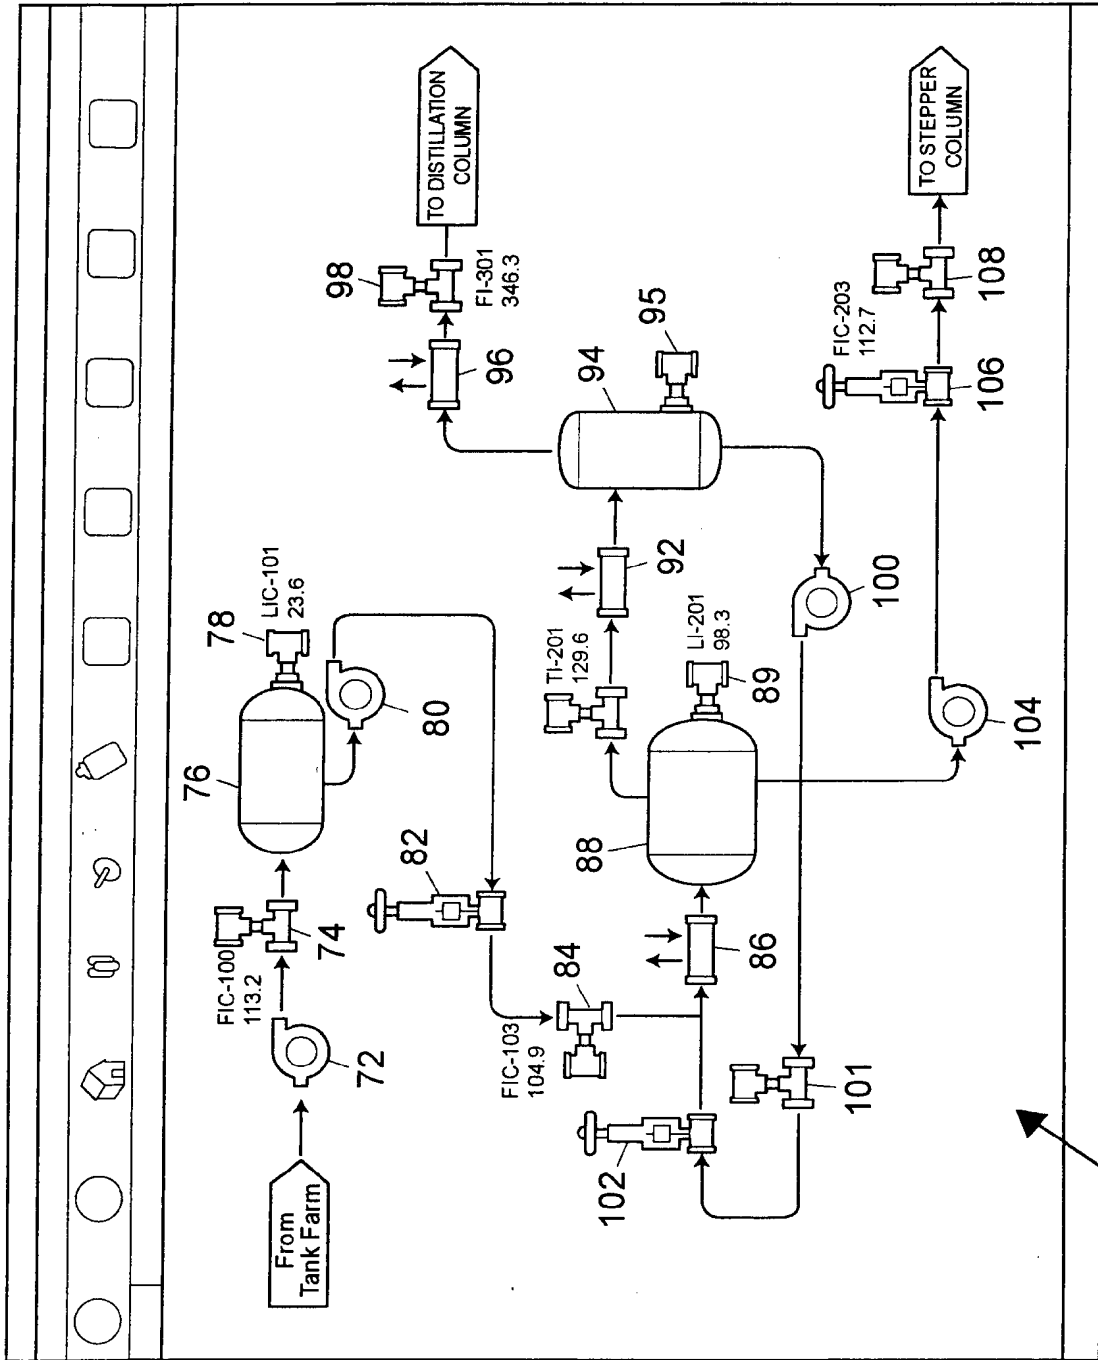 From
Tank Farm
72
FIC-100
113.2
74
76
78
LIC-101
23.6
80
82
FIC-103
104.9
84
102
86
88
TI-201
129.6
LI-201
98.3
89
92
94
95
96
98
FI-301
346.3
TO DISTILLATION
COLUMN
101
100
104
FIC-203
112.7
106
108
TO STEPPER
COLUMN